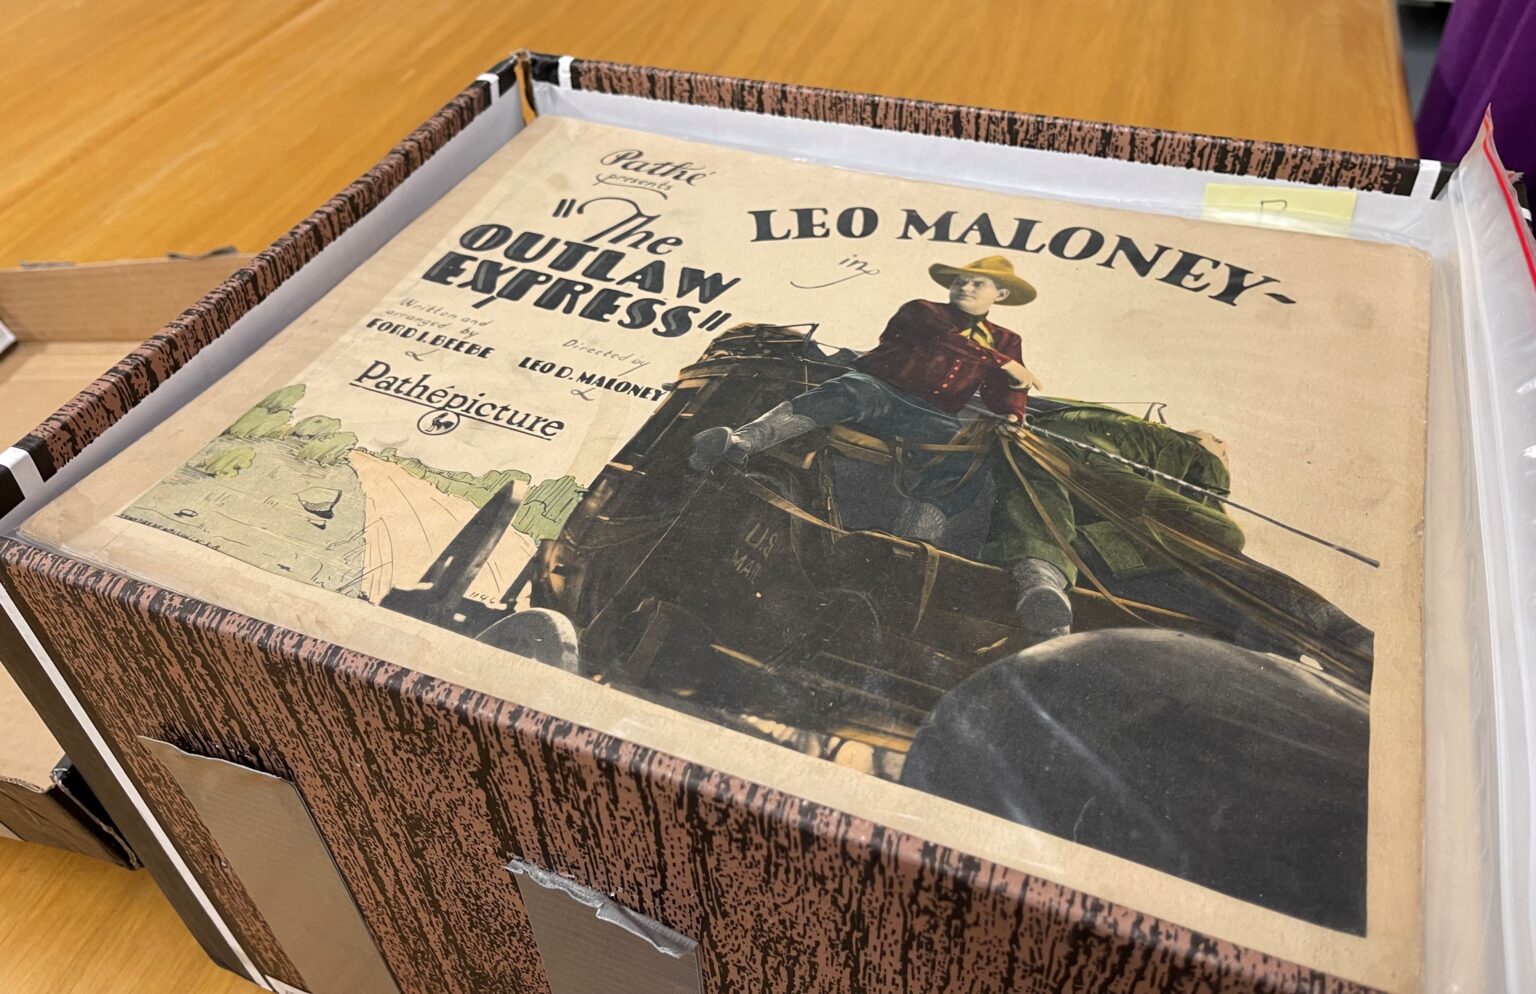 Pathé
presents
"The
OUTLAW
EXPRESS"
Written and
arranged by
FORD I. BEEBE
Directed by
LEO D. MALONEY
Pathépicture
LEO MALONEY-
in
U.S
MAIL